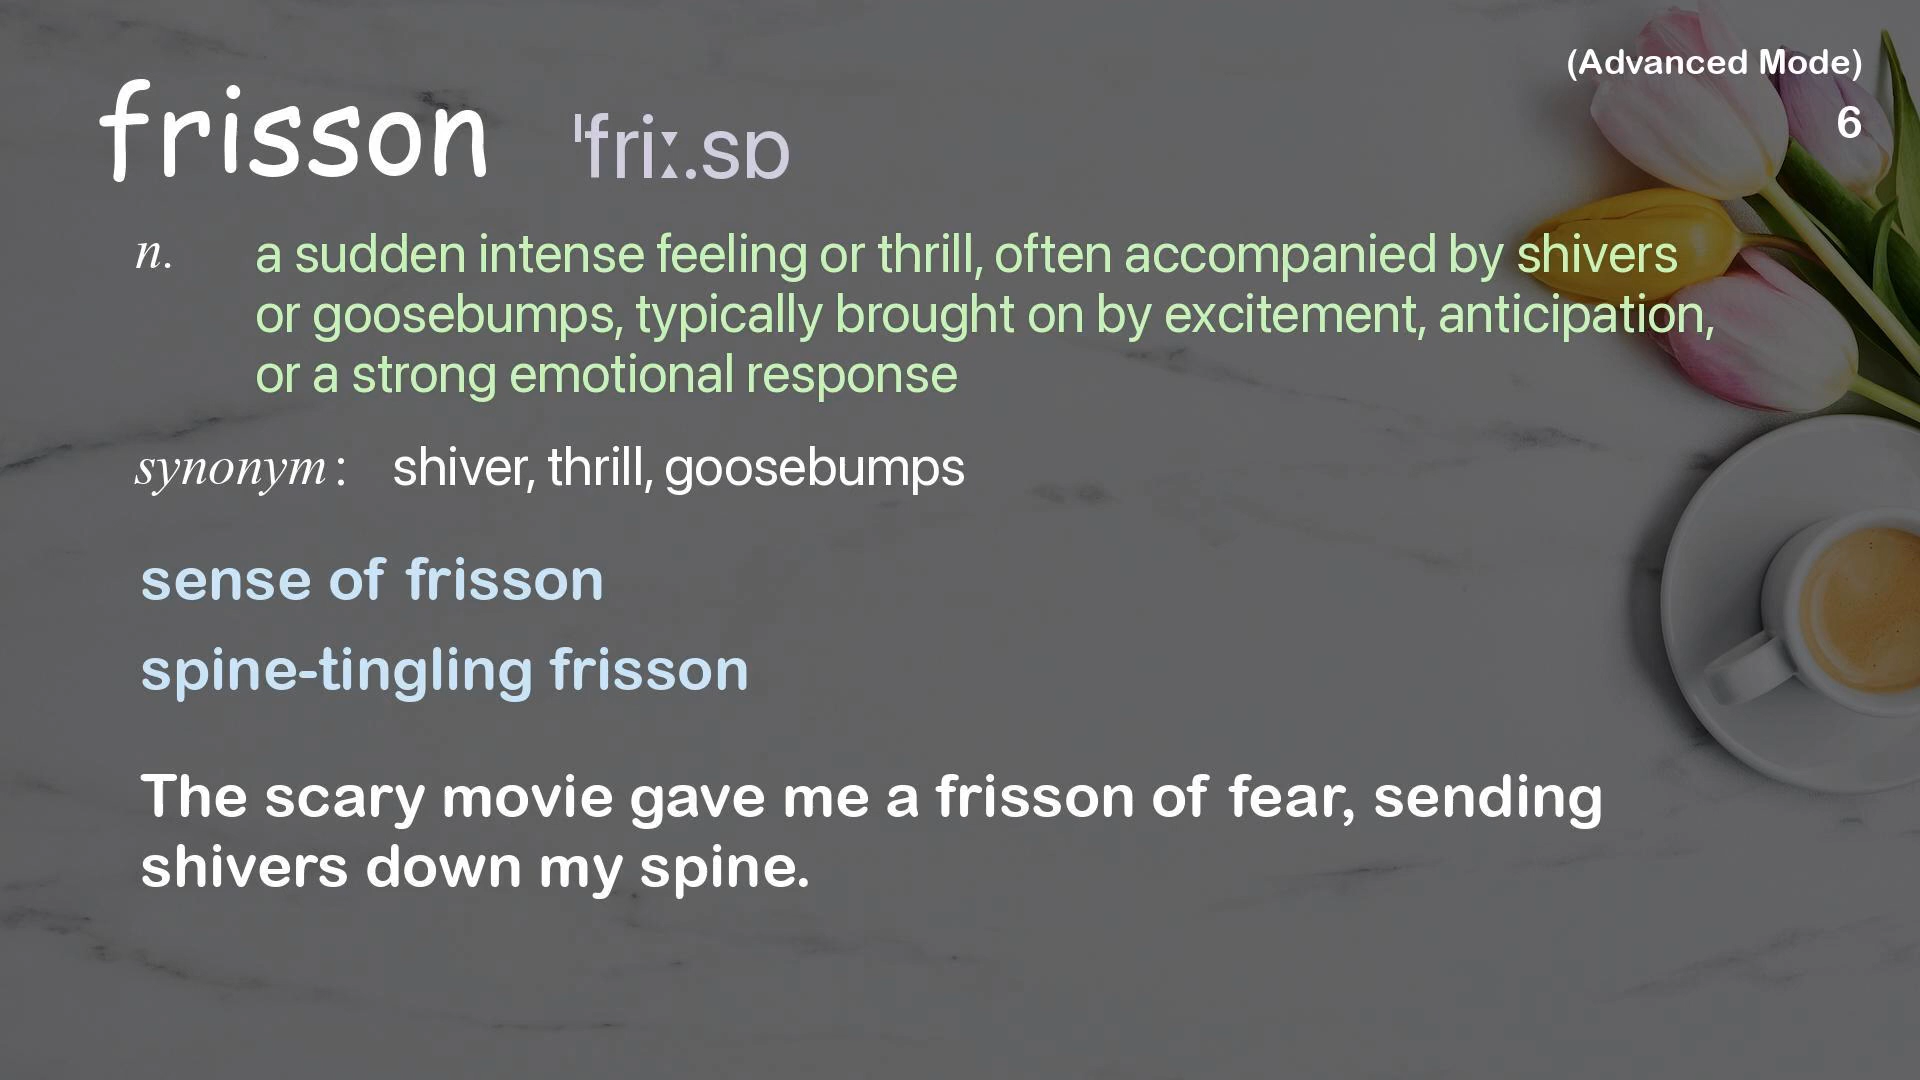 (Advanced Mode)
frisson ˈfriː.sɒ
6
n. a sudden intense feeling or thrill, often accompanied by shivers
or goosebumps, typically brought on by excitement, anticipation,
or a strong emotional response
synonym: shiver, thrill, goosebumps
sense of frisson
spine-tingling frisson
The scary movie gave me a frisson of fear, sending
shivers down my spine.